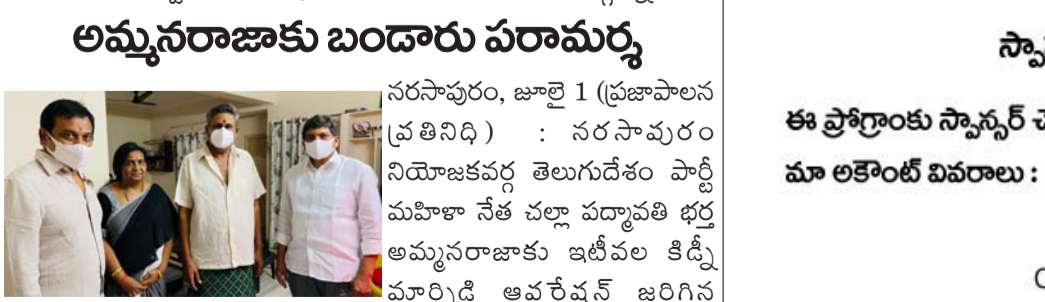 అమ్మనరాజాకు బండారు పరామర్శ
నరసాపురం, జూలై 1 (ప్రజాపాలన
ప్రతినిధి) : నరసాపురం
నియోజకవర్గ తెలుగుదేశం పార్టీ
మహిళా నేత చల్లా పద్మావతి భర్త
అమ్మనరాజాకు ఇటీవల కిడ్నీ
మార్పిడి ఆపరేషన్ జరిగిన
ఈ ప్రోగ్రాంకు స్పాన్సర్
మా అకౌంట్ వివరాలు :